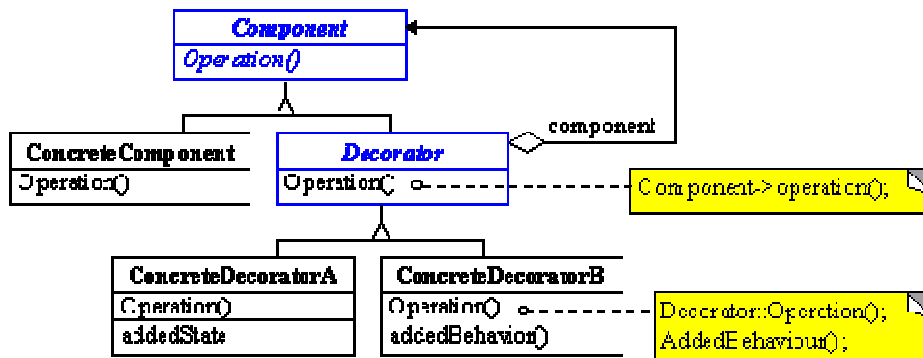 Component
Operation()
component
ConcreteComponent
Operation()
Decorator
Operation()
Component->operation();
ConcreteDecoratorA
Operation()
addedState
ConcreteDecoratorB
Operation()
addedBehavior()
Decorator::Operation();
AddedBehaviour();